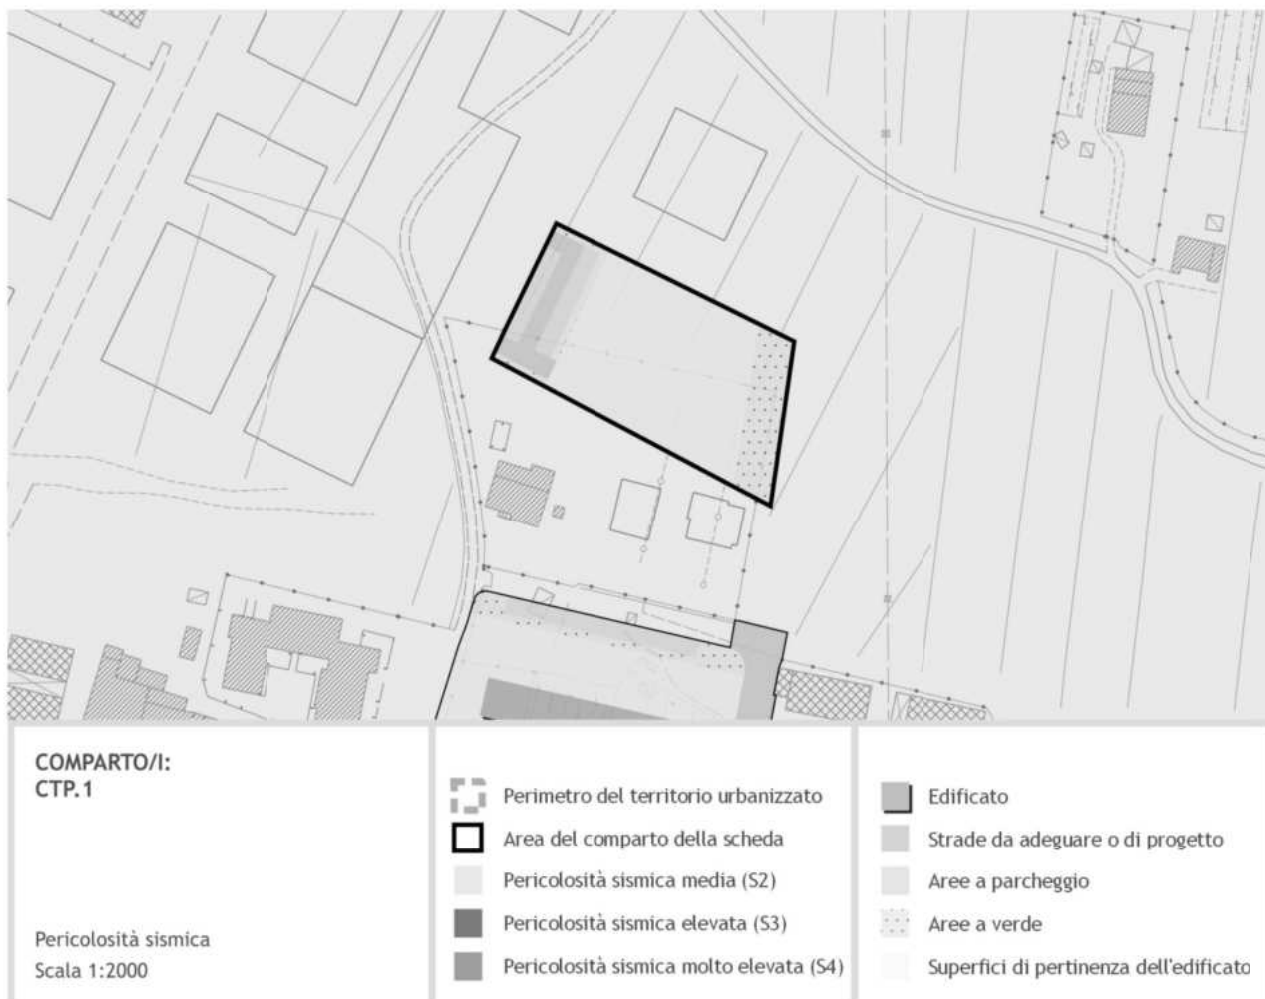 COMPARTO/I:
CTP.1
Pericolosità sismica
Scala 1:2000
Perimetro del territorio urbanizzato
Area del comparto della scheda
Pericolosità sismica media (S2)
Pericolosità sismica elevata (S3)
Pericolosità sismica molto elevata (S4)
Edificato
Strade da adeguare o di progetto
Aree a parcheggio
Aree a verde
Superfici di pertinenza dell'edificato